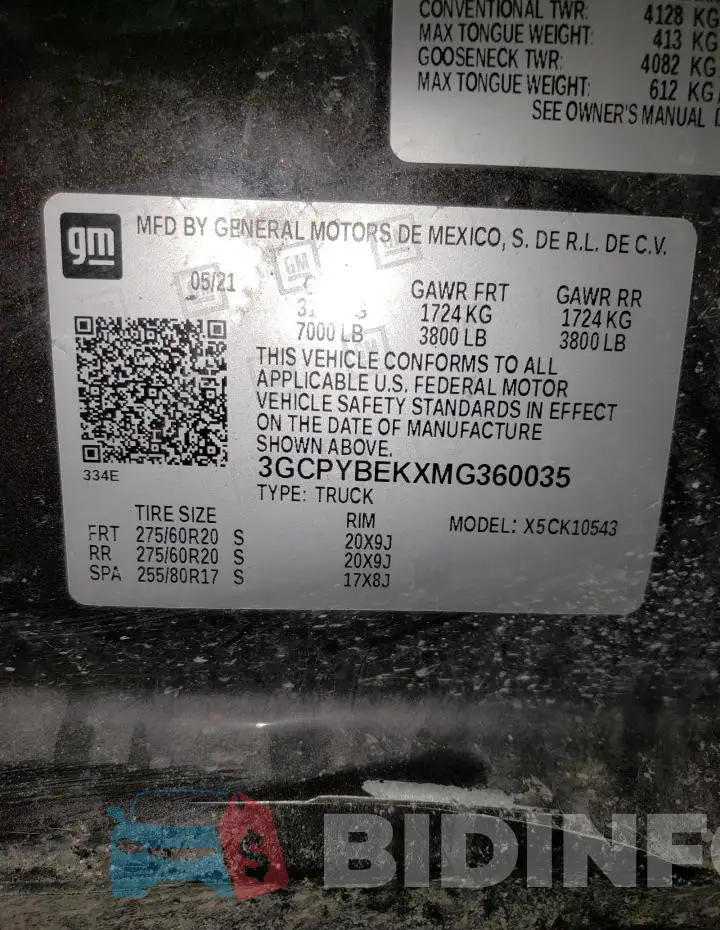 CONVENTIONAL TWR: 4128 KG
MAX TONGUE WEIGHT: 413 KG
GOOSENECK TWR: 4082 KG
MAX TONGUE WEIGHT: 612 KG
SEE OWNER'S MANUAL
gm MFD BY GENERAL MOTORS DE MEXICO, S. DE R.L. DE C.V.
GM
05/21 GAWR FRT GAWR RR
1724 KG 1724 KG
7000 LB 3800 LB 3800 LB
THIS VEHICLE CONFORMS TO ALL
APPLICABLE U.S. FEDERAL MOTOR
VEHICLE SAFETY STANDARDS IN EFFECT
ON THE DATE OF MANUFACTURE
SHOWN ABOVE.
334E
3GCPYBEKXMG360035
TYPE: TRUCK
TIRE SIZE RIM MODEL: X5CK10543
FRT 275/60R20 S 20X9J
RR 275/60R20 S 20X9J
SPA 255/80R17 S 17X8J
$ BIDINFO